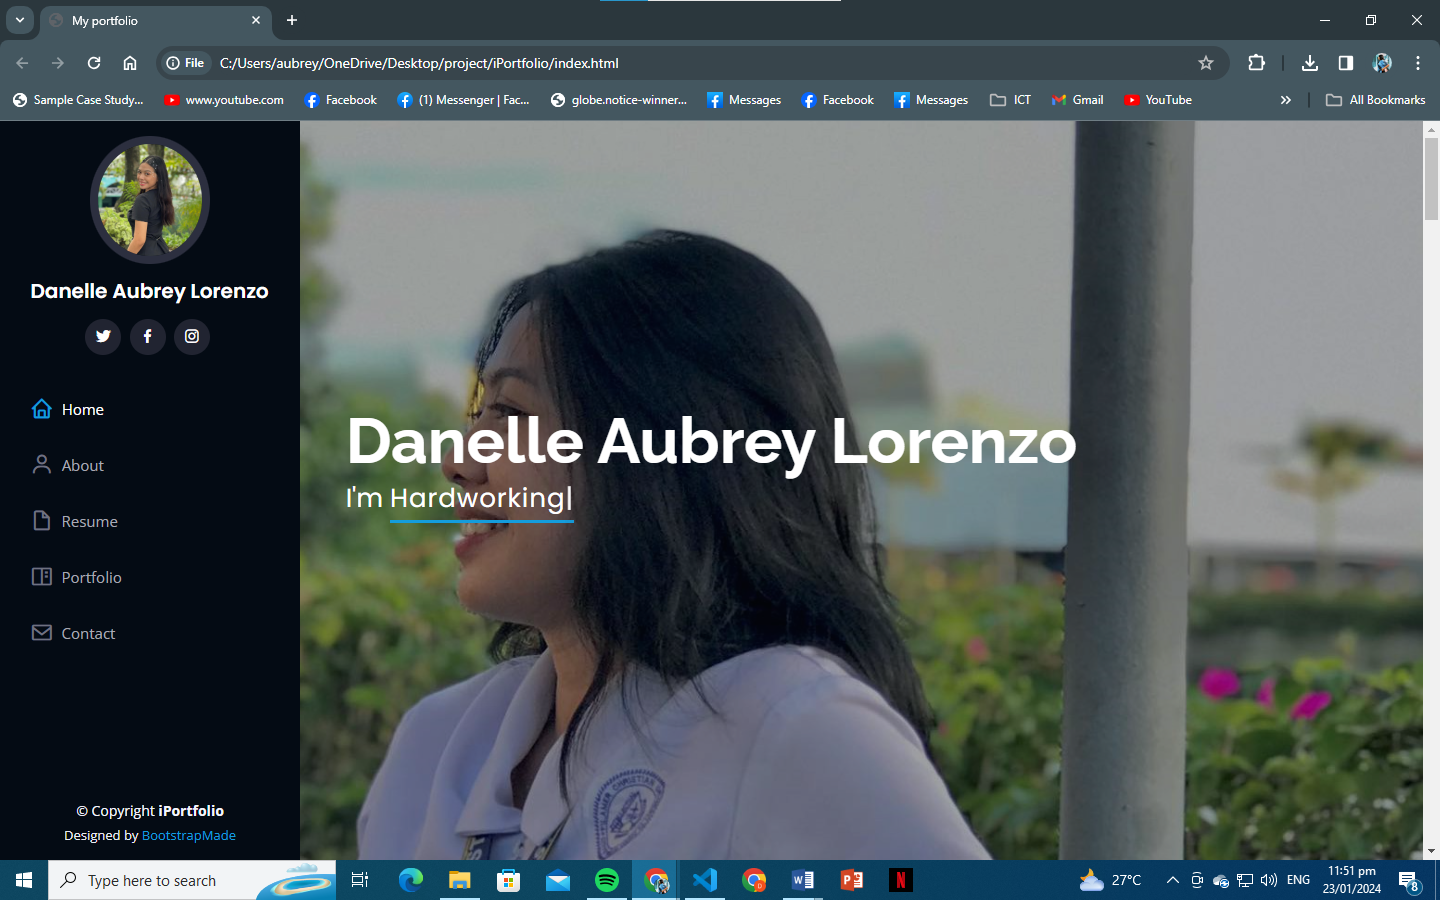 My portfolio
File
C:/Users/aubrey/OneDrive/Desktop/project/iPortfolio/index.html
Sample Case Study...
www.youtube.com
Facebook
(1) Messenger | Fac...
globe.notice-winner...
Messages
Facebook
Messages
ICT
Gmail
YouTube
All Bookmarks
Danelle Aubrey Lorenzo
Home
About
Resume
Portfolio
Contact
© Copyright iPortfolio
Designed by BootstrapMade
Danelle Aubrey Lorenzo
I'm Hardworking|
Type here to search
27°C
ENG
11:51 pm
23/01/2024
8